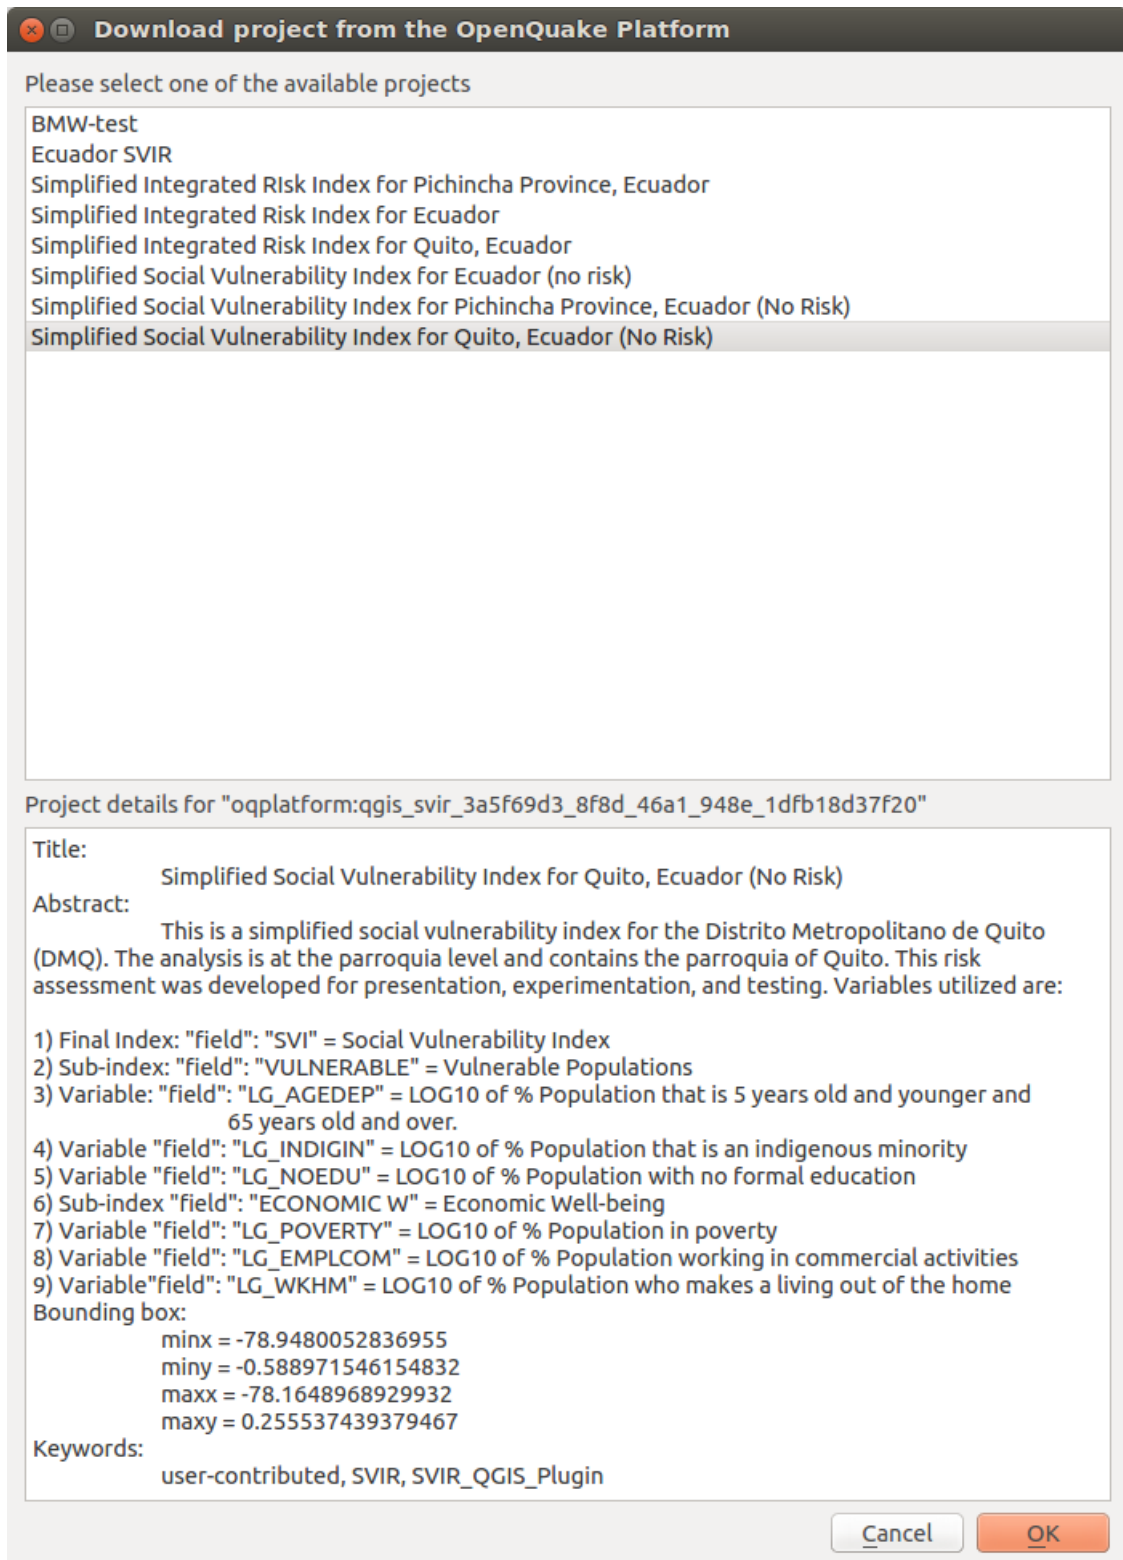 Download project from the OpenQuake Platform
Please select one of the available projects
BMW-test
Ecuador SVIR
Simplified Integrated RIsk Index for Pichincha Province, Ecuador
Simplified Integrated Risk Index for Ecuador
Simplified Integrated Risk Index for Quito, Ecuador
Simplified Social Vulnerability Index for Ecuador (no risk)
Simplified Social Vulnerability Index for Pichincha Province, Ecuador (No Risk)
Simplified Social Vulnerability Index for Quito, Ecuador (No Risk)
Project details for "oqplatform:qgis_svir_3a5f69d3_8f8d_46a1_948e_1dfb18d37f20"
Title:
Simplified Social Vulnerability Index for Quito, Ecuador (No Risk)
Abstract:
This is a simplified social vulnerability index for the Distrito Metropolitano de Quito
(DMQ). The analysis is at the parroquia level and contains the parroquia of Quito. This risk
assessment was developed for presentation, experimentation, and testing. Variables utilized are:
1) Final Index: "field": "SVI" = Social Vulnerability Index
2) Sub-index: "field": "VULNERABLE" = Vulnerable Populations
3) Variable: "field": "LG_AGEDEP" = LOG10 of % Population that is 5 years old and younger and
65 years old and over.
4) Variable "field": "LG_INDIGIN" = LOG10 of % Population that is an indigenous minority
5) Variable "field": "LG_NOEDU" = LOG10 of % Population with no formal education
6) Sub-index "field": "ECONOMIC W" = Economic Well-being
7) Variable "field": "LG_POVERTY" = LOG10 of % Population in poverty
8) Variable "field": "LG_EMPLCOM" = LOG10 of % Population working in commercial activities
9) Variable"field": "LG_WKHM" = LOG10 of % Population who makes a living out of the home
Bounding box:
minx = -78.9480052836955
miny = -0.588971546154832
maxx = -78.1648968929932
maxy = 0.255537439379467
Keywords:
user-contributed, SVIR, SVIR_QGIS_Plugin
Cancel OK